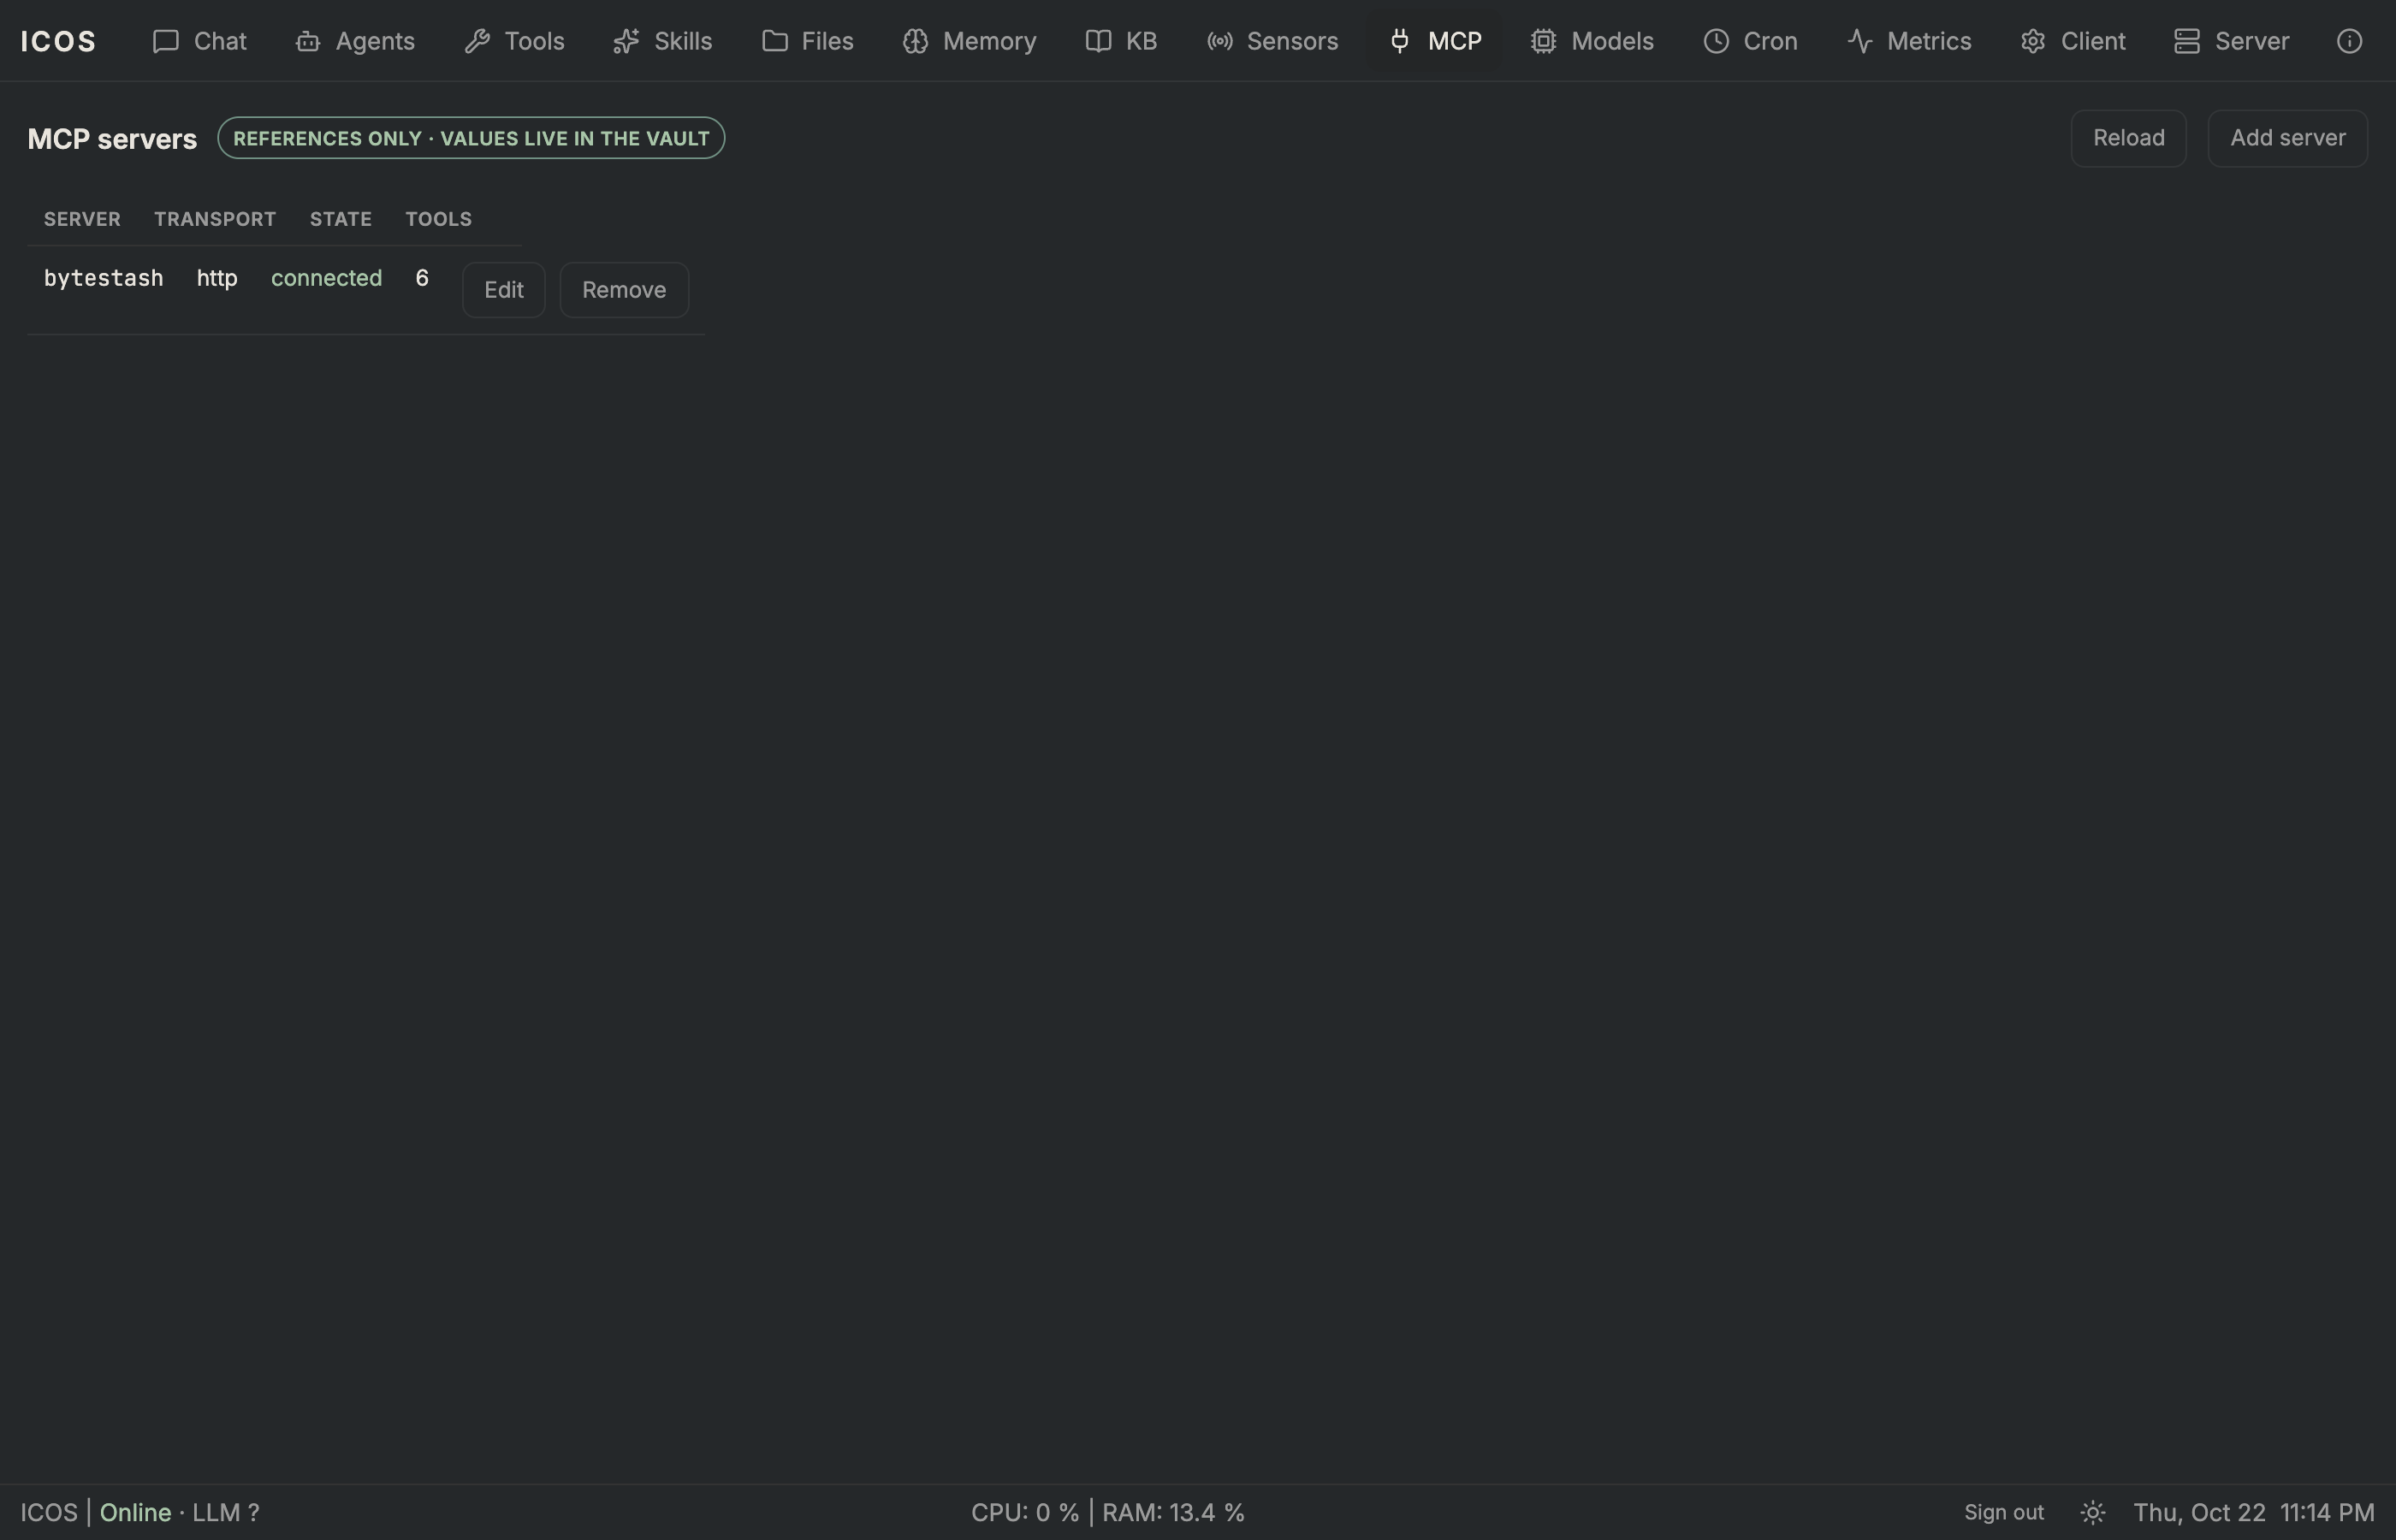 ICOS Chat Agents Tools Skills Files Memory KB Sensors MCP Models Cron Metrics Client Server
MCP servers REFERENCES ONLY · VALUES LIVE IN THE VAULT Reload Add server
SERVER TRANSPORT STATE TOOLS
bytestash http connected 6 Edit Remove
ICOS | Online · LLM ? CPU: 0 % | RAM: 13.4 % Sign out Thu, Oct 22 11:14 PM